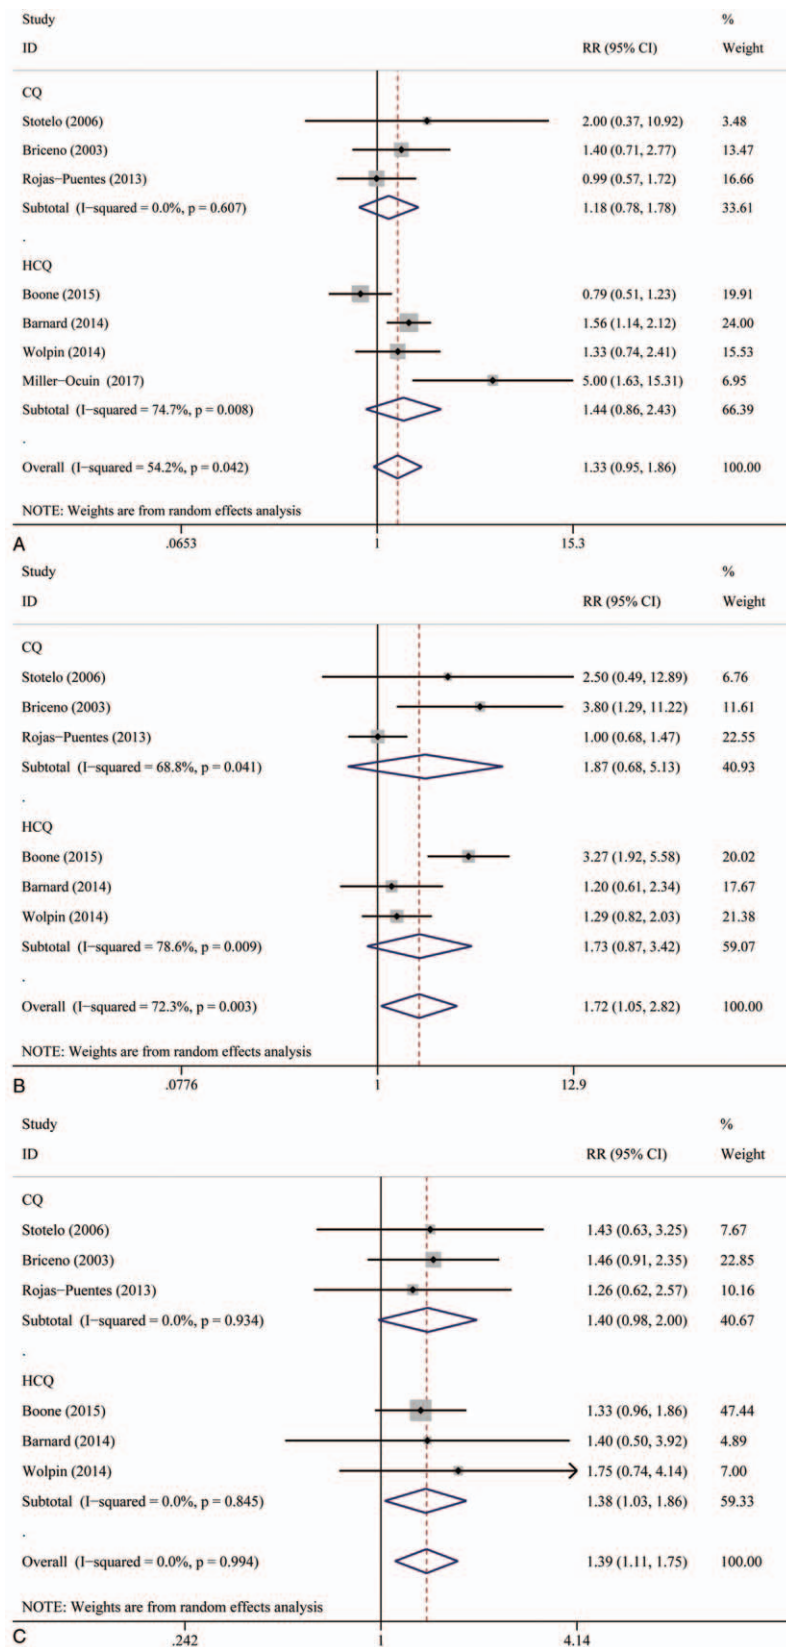 Study %
ID RR (95% CI) Weight
CQ
Stotelo (2006) 2.00 (0.37, 10.92) 3.48
Briceno (2003) 1.40 (0.71, 2.77) 13.47
Rojas-Puentes (2013) 0.99 (0.57, 1.72) 16.66
Subtotal (I-squared = 0.0%, p = 0.607) 1.18 (0.78, 1.78) 33.61
.
HCQ
Boone (2015) 0.79 (0.51, 1.23) 19.91
Barnard (2014) 1.56 (1.14, 2.12) 24.00
Wolpin (2014) 1.33 (0.74, 2.41) 15.53
Miller-Ocuin (2017) 5.00 (1.63, 15.31) 6.95
Subtotal (I-squared = 74.7%, p = 0.008) 1.44 (0.86, 2.43) 66.39
.
Overall (I-squared = 54.2%, p = 0.042) 1.33 (0.95, 1.86) 100.00
NOTE: Weights are from random effects analysis
A .0653 1 15.3
Study %
ID RR (95% CI) Weight
CQ
Stotelo (2006) 2.50 (0.49, 12.89) 6.76
Briceno (2003) 3.80 (1.29, 11.22) 11.61
Rojas-Puentes (2013) 1.00 (0.68, 1.47) 22.55
Subtotal (I-squared = 68.8%, p = 0.041) 1.87 (0.68, 5.13) 40.93
.
HCQ
Boone (2015) 3.27 (1.92, 5.58) 20.02
Barnard (2014) 1.20 (0.61, 2.34) 17.67
Wolpin (2014) 1.29 (0.82, 2.03) 21.38
Subtotal (I-squared = 78.6%, p = 0.009) 1.73 (0.87, 3.42) 59.07
.
Overall (I-squared = 72.3%, p = 0.003) 1.72 (1.05, 2.82) 100.00
NOTE: Weights are from random effects analysis
B .0776 1 12.9
Study %
ID RR (95% CI) Weight
CQ
Stotelo (2006) 1.43 (0.63, 3.25) 7.67
Briceno (2003) 1.46 (0.91, 2.35) 22.85
Rojas-Puentes (2013) 1.26 (0.62, 2.57) 10.16
Subtotal (I-squared = 0.0%, p = 0.934) 1.40 (0.98, 2.00) 40.67
.
HCQ
Boone (2015) 1.33 (0.96, 1.86) 47.44
Barnard (2014) 1.40 (0.50, 3.92) 4.89
Wolpin (2014) 1.75 (0.74, 4.14) 7.00
Subtotal (I-squared = 0.0%, p = 0.845) 1.38 (1.03, 1.86) 59.33
.
Overall (I-squared = 0.0%, p = 0.994) 1.39 (1.11, 1.75) 100.00
NOTE: Weights are from random effects analysis
C .242 1 4.14